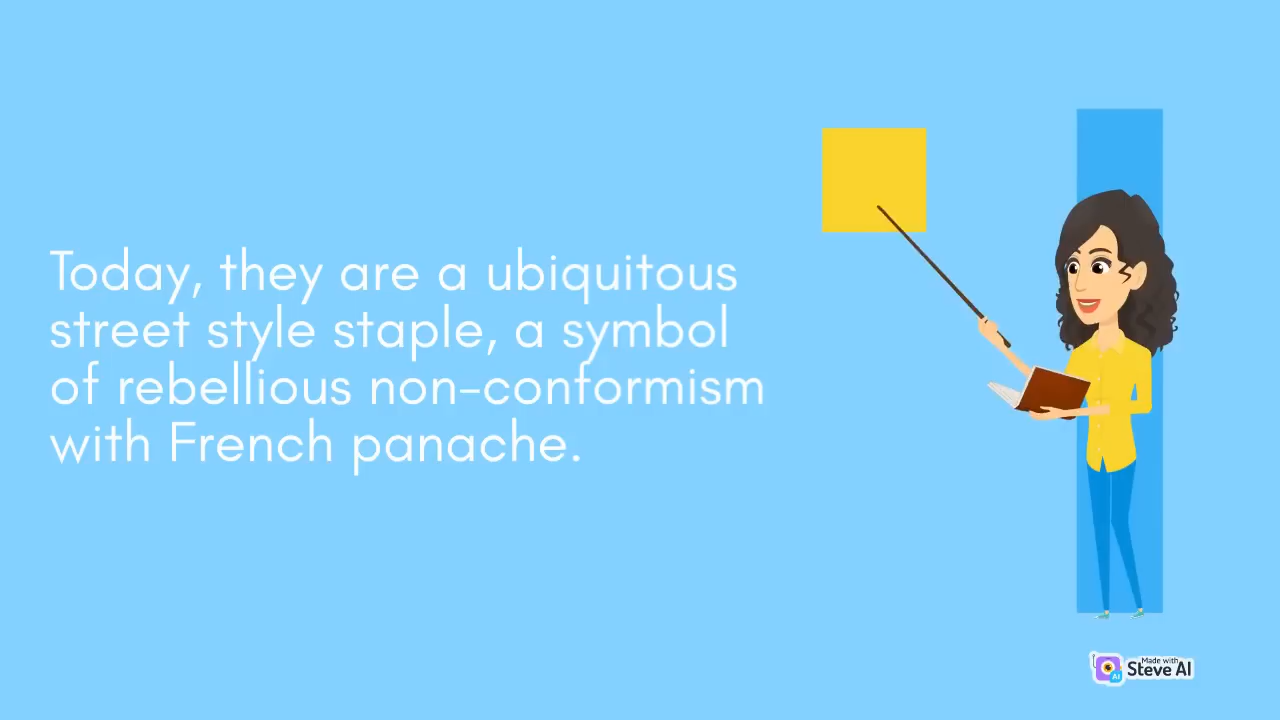 Today, they are a ubiquitous
street style staple, a symbol
of rebellious non-conformism
with French panache.
Made with
Steve AI
AI